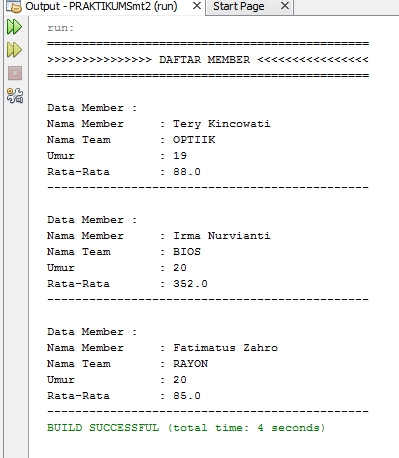 Output - PRAKTIKUMSmt2 (run) X Start Page X
run:
==============================================
>>>>>>>>>>>>>>> DAFTAR MEMBER <<<<<<<<<<<<<<<<
==============================================
Data Member :
Nama Member : Tery Kincowati
Nama Team : OPTIIK
Umur : 19
Rata-Rata : 88.0
----------------------------------------------
Data Member :
Nama Member : Irma Nurvianti
Nama Team : BIOS
Umur : 20
Rata-Rata : 352.0
----------------------------------------------
Data Member :
Nama Member : Fatimatus Zahro
Nama Team : RAYON
Umur : 20
Rata-Rata : 85.0
----------------------------------------------
BUILD SUCCESSFUL (total time: 4 seconds)